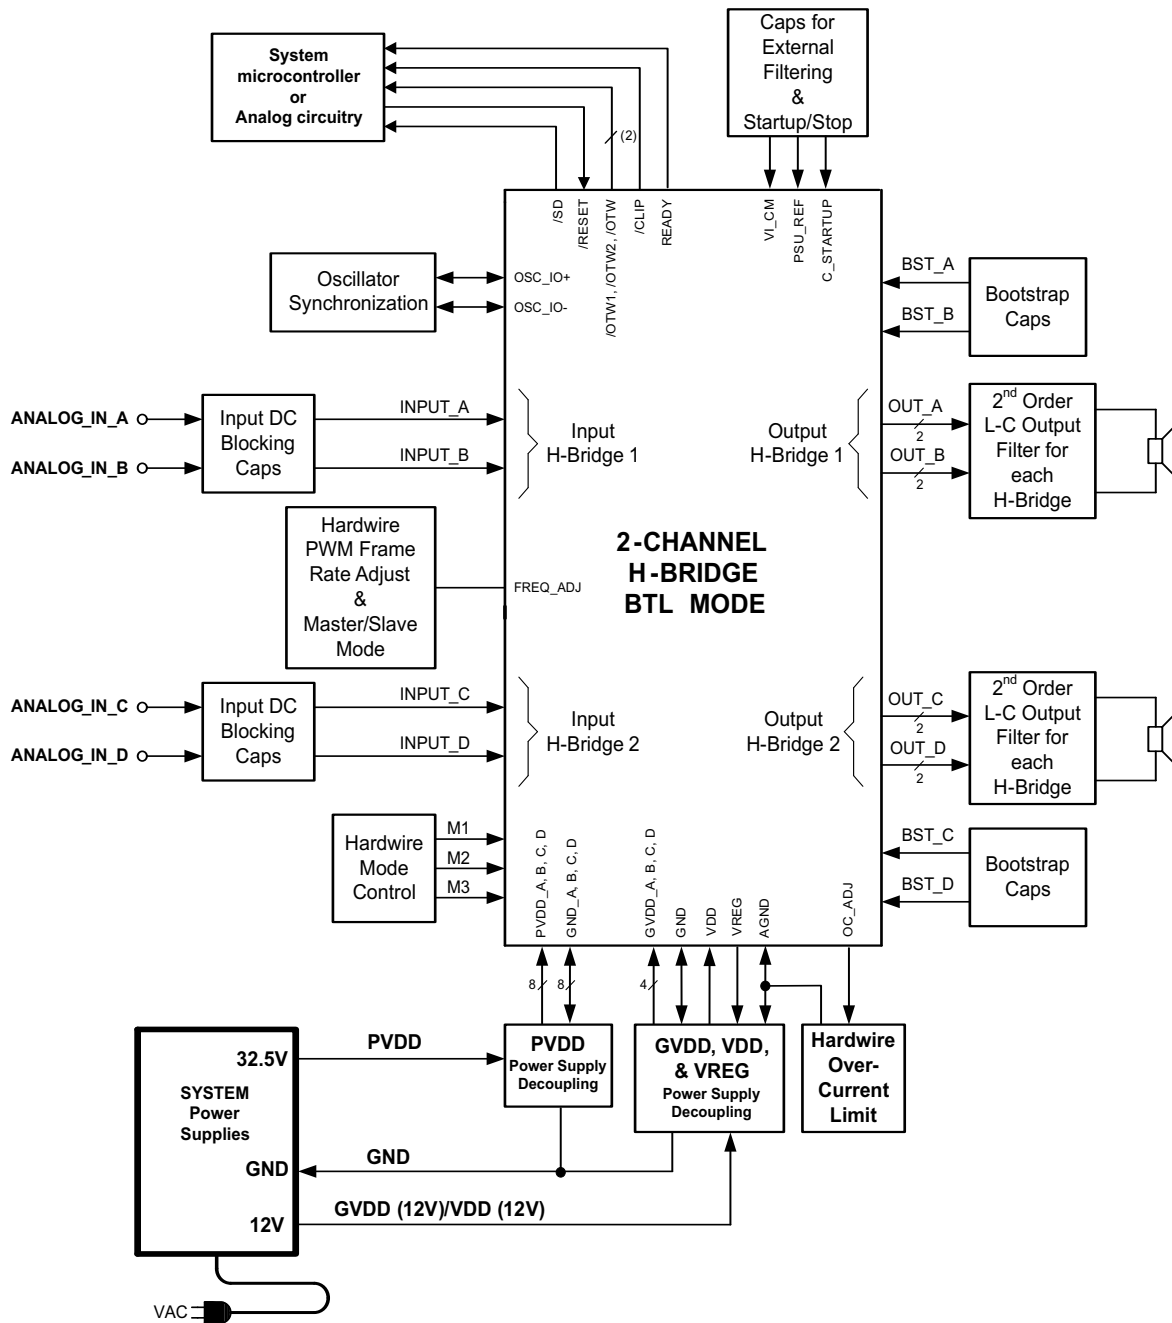 System
microcontroller
or
Analog circuitry
Caps for
External
Filtering
&
Startup/Stop
(2)
/SD
/RESET
/OTW1, /OTW2, /OTW
/CLIP
READY
VI_CM
PSU_REF
C_STARTUP
Oscillator
Synchronization
OSC_IO+
OSC_IO-
BST_A
BST_B
Bootstrap
Caps
ANALOG_IN_A
ANALOG_IN_B
Input DC
Blocking
Caps
INPUT_A
INPUT_B
Input
H-Bridge 1
Output
H-Bridge 1
OUT_A
2
OUT_B
2
2nd Order
L-C Output
Filter for
each
H-Bridge
Hardwire
PWM Frame
Rate Adjust
&
Master/Slave
Mode
FREQ_ADJ
2-CHANNEL
H-BRIDGE
BTL MODE
ANALOG_IN_C
ANALOG_IN_D
Input DC
Blocking
Caps
INPUT_C
INPUT_D
Input
H-Bridge 2
Output
H-Bridge 2
OUT_C
2
OUT_D
2
2nd Order
L-C Output
Filter for
each
H-Bridge
Hardwire
Mode
Control
M1
M2
M3
PVDD_A, B, C, D
GND_A, B, C, D
GVDD_A, B, C, D
GND
VDD
VREG
AGND
OC_ADJ
BST_C
BST_D
Bootstrap
Caps
8
8
4
32.5V
SYSTEM
Power
Supplies
GND
12V
PVDD
PVDD
Power Supply
Decoupling
GVDD, VDD,
& VREG
Power Supply
Decoupling
Hardwire
Over-
Current
Limit
GND
GVDD (12V)/VDD (12V)
VAC